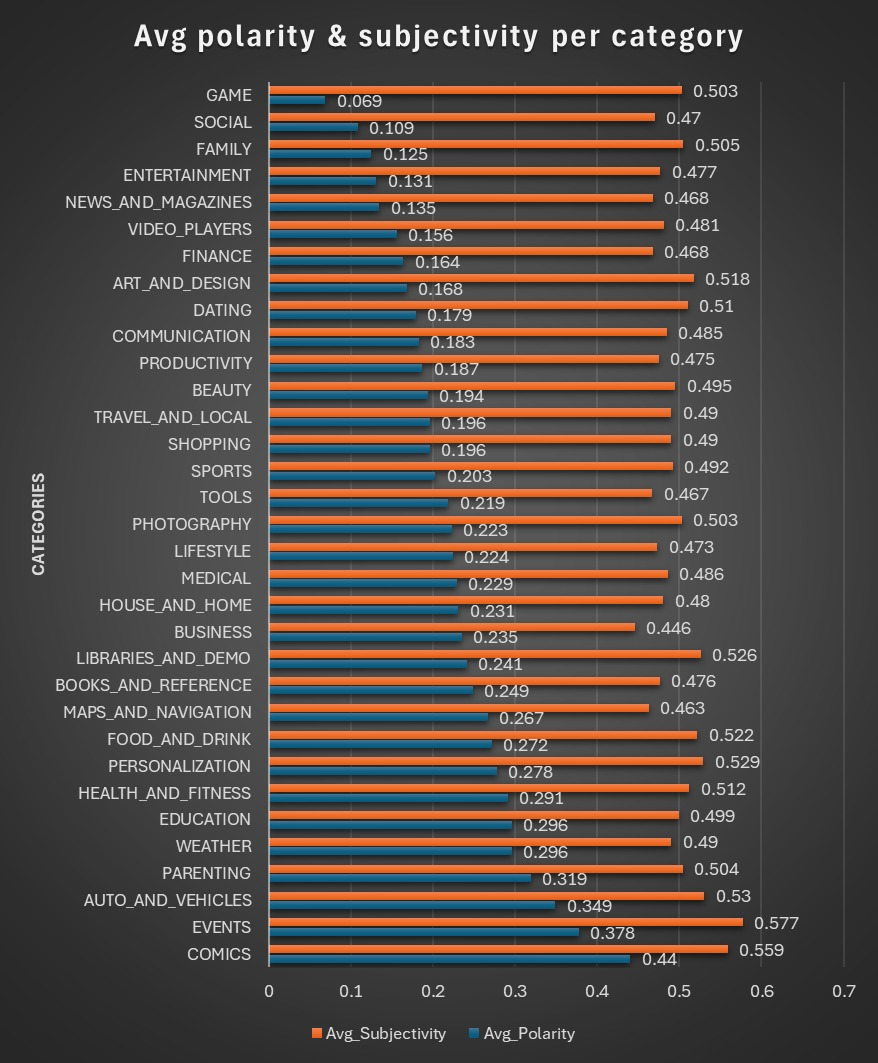 Avg polarity & subjectivity per category
CATEGORIES
GAME 0.503 0.069
SOCIAL 0.47 0.109
FAMILY 0.505 0.125
ENTERTAINMENT 0.477 0.131
NEWS_AND_MAGAZINES 0.468 0.135
VIDEO_PLAYERS 0.481 0.156
FINANCE 0.468 0.164
ART_AND_DESIGN 0.518 0.168
DATING 0.51 0.179
COMMUNICATION 0.485 0.183
PRODUCTIVITY 0.475 0.187
BEAUTY 0.495 0.194
TRAVEL_AND_LOCAL 0.49 0.196
SHOPPING 0.49 0.196
SPORTS 0.492 0.203
TOOLS 0.467 0.219
PHOTOGRAPHY 0.503 0.223
LIFESTYLE 0.473 0.224
MEDICAL 0.486 0.229
HOUSE_AND_HOME 0.48 0.231
BUSINESS 0.446 0.235
LIBRARIES_AND_DEMO 0.526 0.241
BOOKS_AND_REFERENCE 0.476 0.249
MAPS_AND_NAVIGATION 0.463 0.267
FOOD_AND_DRINK 0.522 0.272
PERSONALIZATION 0.529 0.278
HEALTH_AND_FITNESS 0.512 0.291
EDUCATION 0.499 0.296
WEATHER 0.49 0.296
PARENTING 0.504 0.319
AUTO_AND_VEHICLES 0.53 0.349
EVENTS 0.577 0.378
COMICS 0.559 0.44
0 0.1 0.2 0.3 0.4 0.5 0.6 0.7
Avg_Subjectivity Avg_Polarity